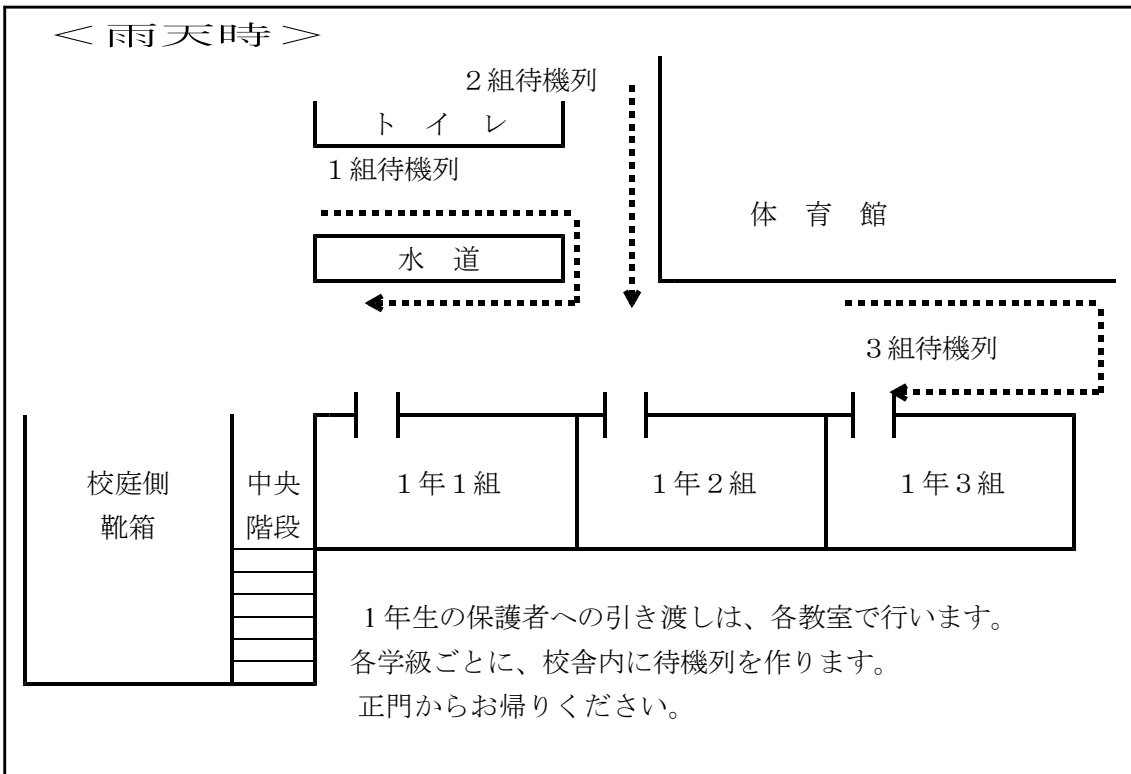 ＜雨天時＞
２組待機列
ト　イ　レ
１組待機列
体　育　館
水　道
３組待機列
校庭側
靴箱
中央
階段
１年１組
１年２組
１年３組
１年生の保護者への引き渡しは、各教室で行います。
各学級ごとに、校舎内に待機列を作ります。
正門からお帰りください。